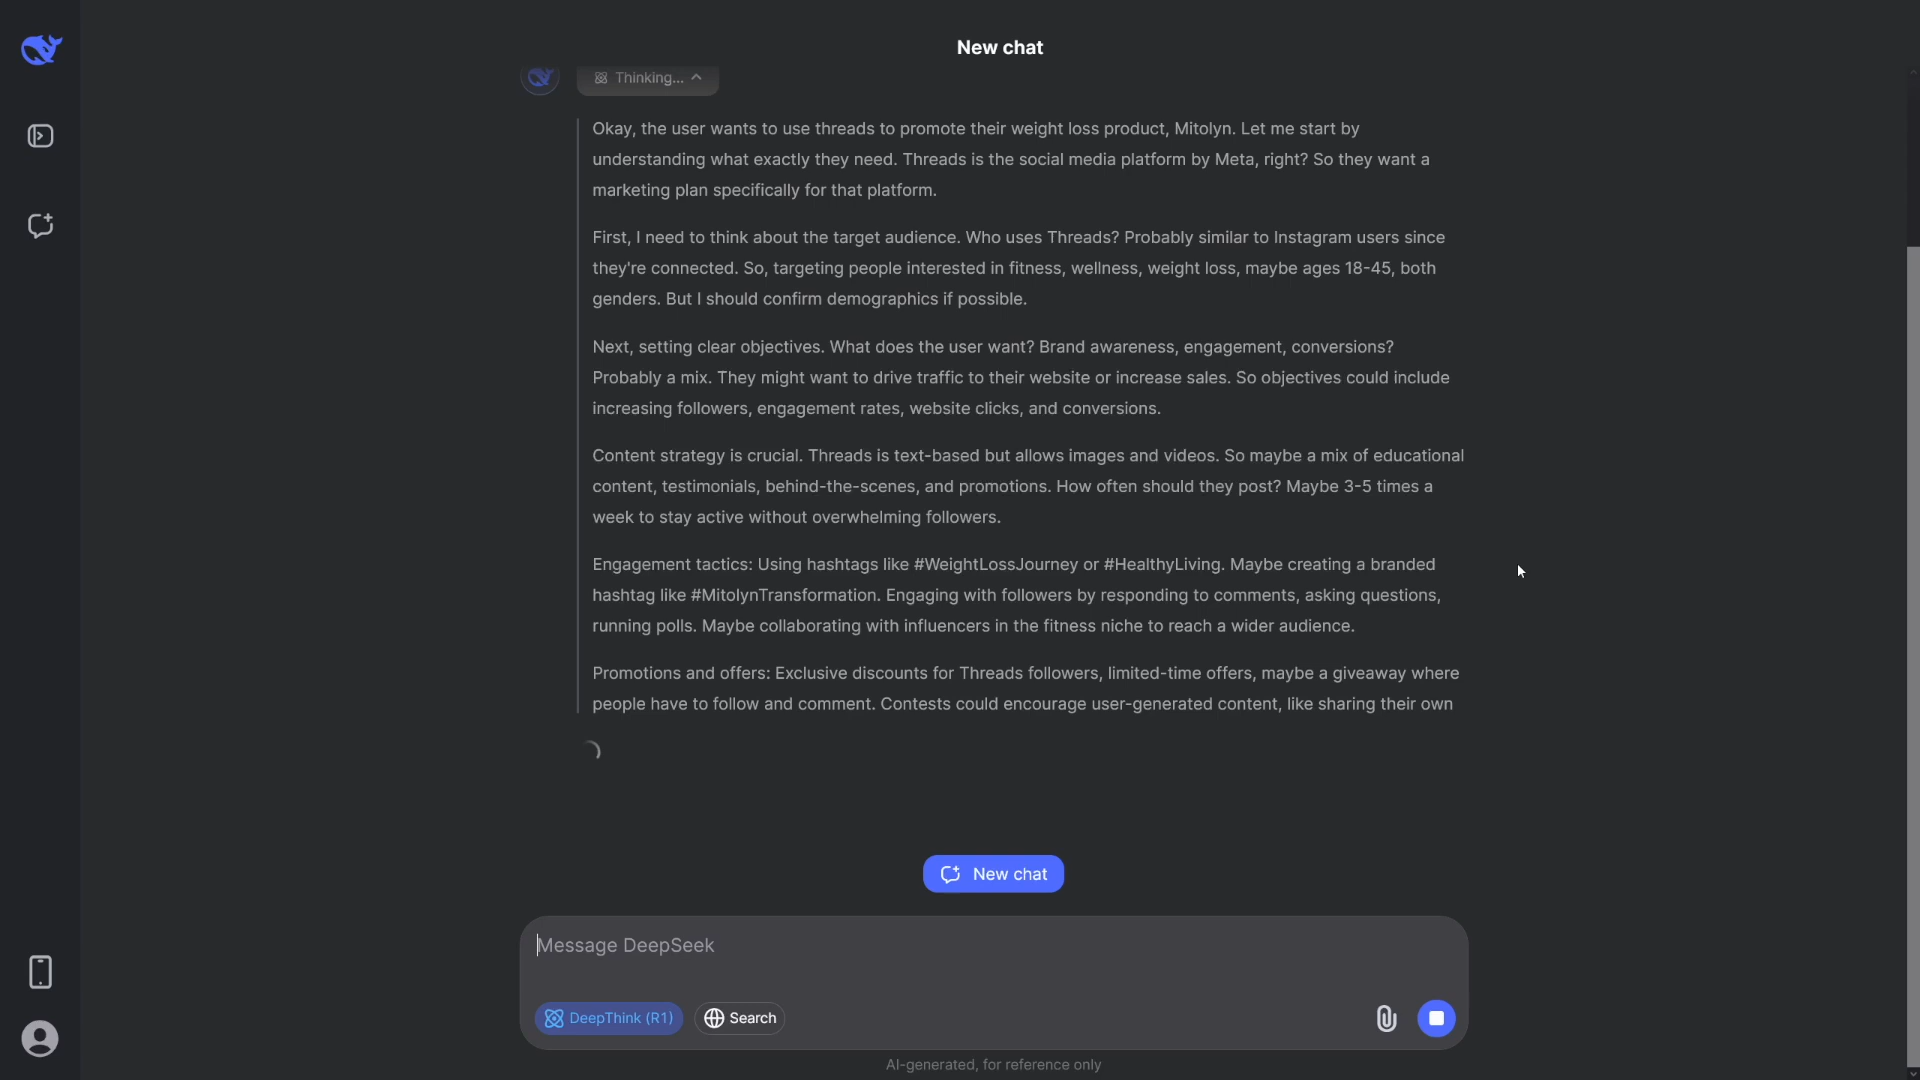 New chat
Thinking...
Okay, the user wants to use threads to promote their weight loss product, Mitolyn. Let me start by
understanding what exactly they need. Threads is the social media platform by Meta, right? So they want a
marketing plan specifically for that platform.
First, I need to think about the target audience. Who uses Threads? Probably similar to Instagram users since
they're connected. So, targeting people interested in fitness, wellness, weight loss, maybe ages 18-45, both
genders. But I should confirm demographics if possible.
Next, setting clear objectives. What does the user want? Brand awareness, engagement, conversions?
Probably a mix. They might want to drive traffic to their website or increase sales. So objectives could include
increasing followers, engagement rates, website clicks, and conversions.
Content strategy is crucial. Threads is text-based but allows images and videos. So maybe a mix of educational
content, testimonials, behind-the-scenes, and promotions. How often should they post? Maybe 3-5 times a
week to stay active without overwhelming followers.
Engagement tactics: Using hashtags like #WeightLossJourney or #HealthyLiving. Maybe creating a branded
hashtag like #MitolynTransformation. Engaging with followers by responding to comments, asking questions,
running polls. Maybe collaborating with influencers in the fitness niche to reach a wider audience.
Promotions and offers: Exclusive discounts for Threads followers, limited-time offers, maybe a giveaway where
people have to follow and comment. Contests could encourage user-generated content, like sharing their own
New chat
Message DeepSeek
DeepThink (R1)
Search
AI-generated, for reference only